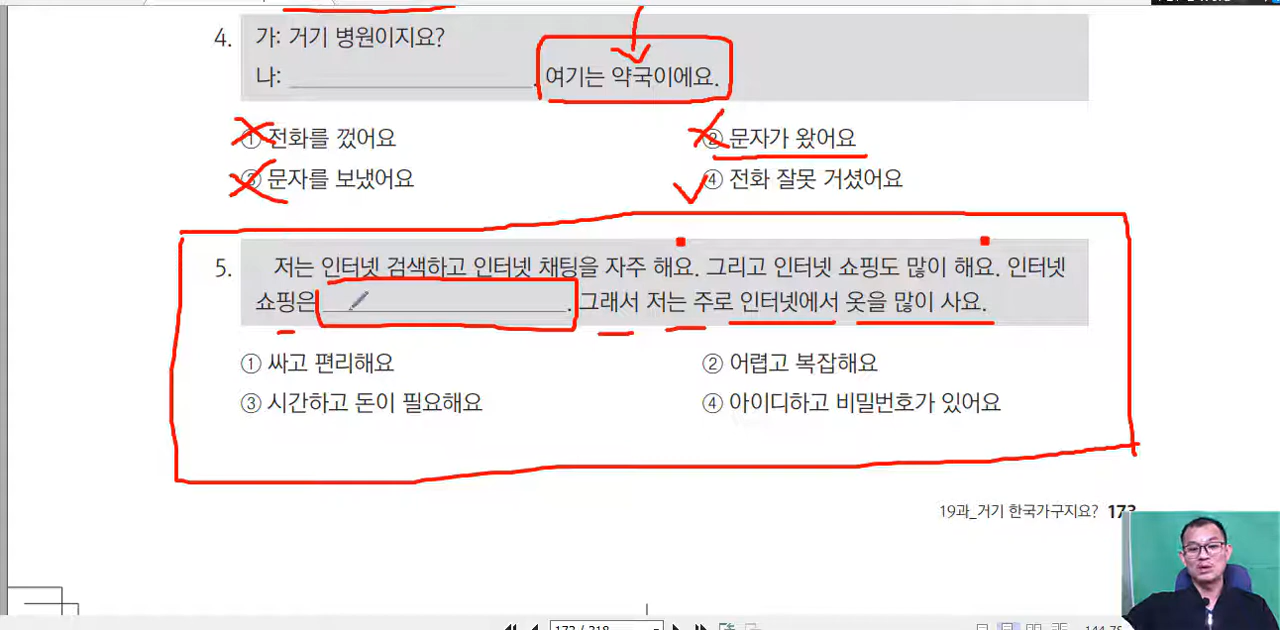 4. 가: 거기 병원이지요?
나: ______________________. 여기는 약국이에요.
① 전화를 껐어요
② 문자가 왔어요
③ 문자를 보냈어요
④ 전화 잘못 거셨어요
5. 저는 인터넷 검색하고 인터넷 채팅을 자주 해요. 그리고 인터넷 쇼핑도 많이 해요. 인터넷
쇼핑은 ______________________. 그래서 저는 주로 인터넷에서 옷을 많이 사요.
① 싸고 편리해요
② 어렵고 복잡해요
③ 시간하고 돈이 필요해요
④ 아이디하고 비밀번호가 있어요
19과_거기 한국가구지요? 173